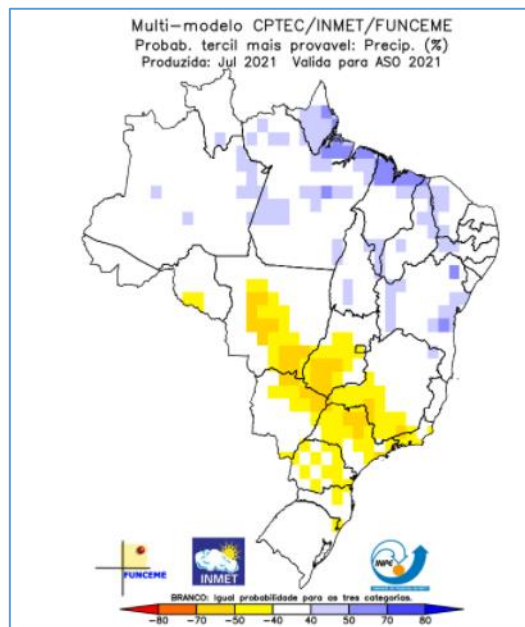 Multi-modelo CPTEC/INMET/FUNCEME
Probab. tercil mais provavel: Precip. (%)
Produzida: Jul 2021 Valida para ASO 2021
FUNCEME
INMET
INPE
BRANCO: Igual probabilidade para as tres categorias.
-80 -70 -50 -40 40 50 70 80